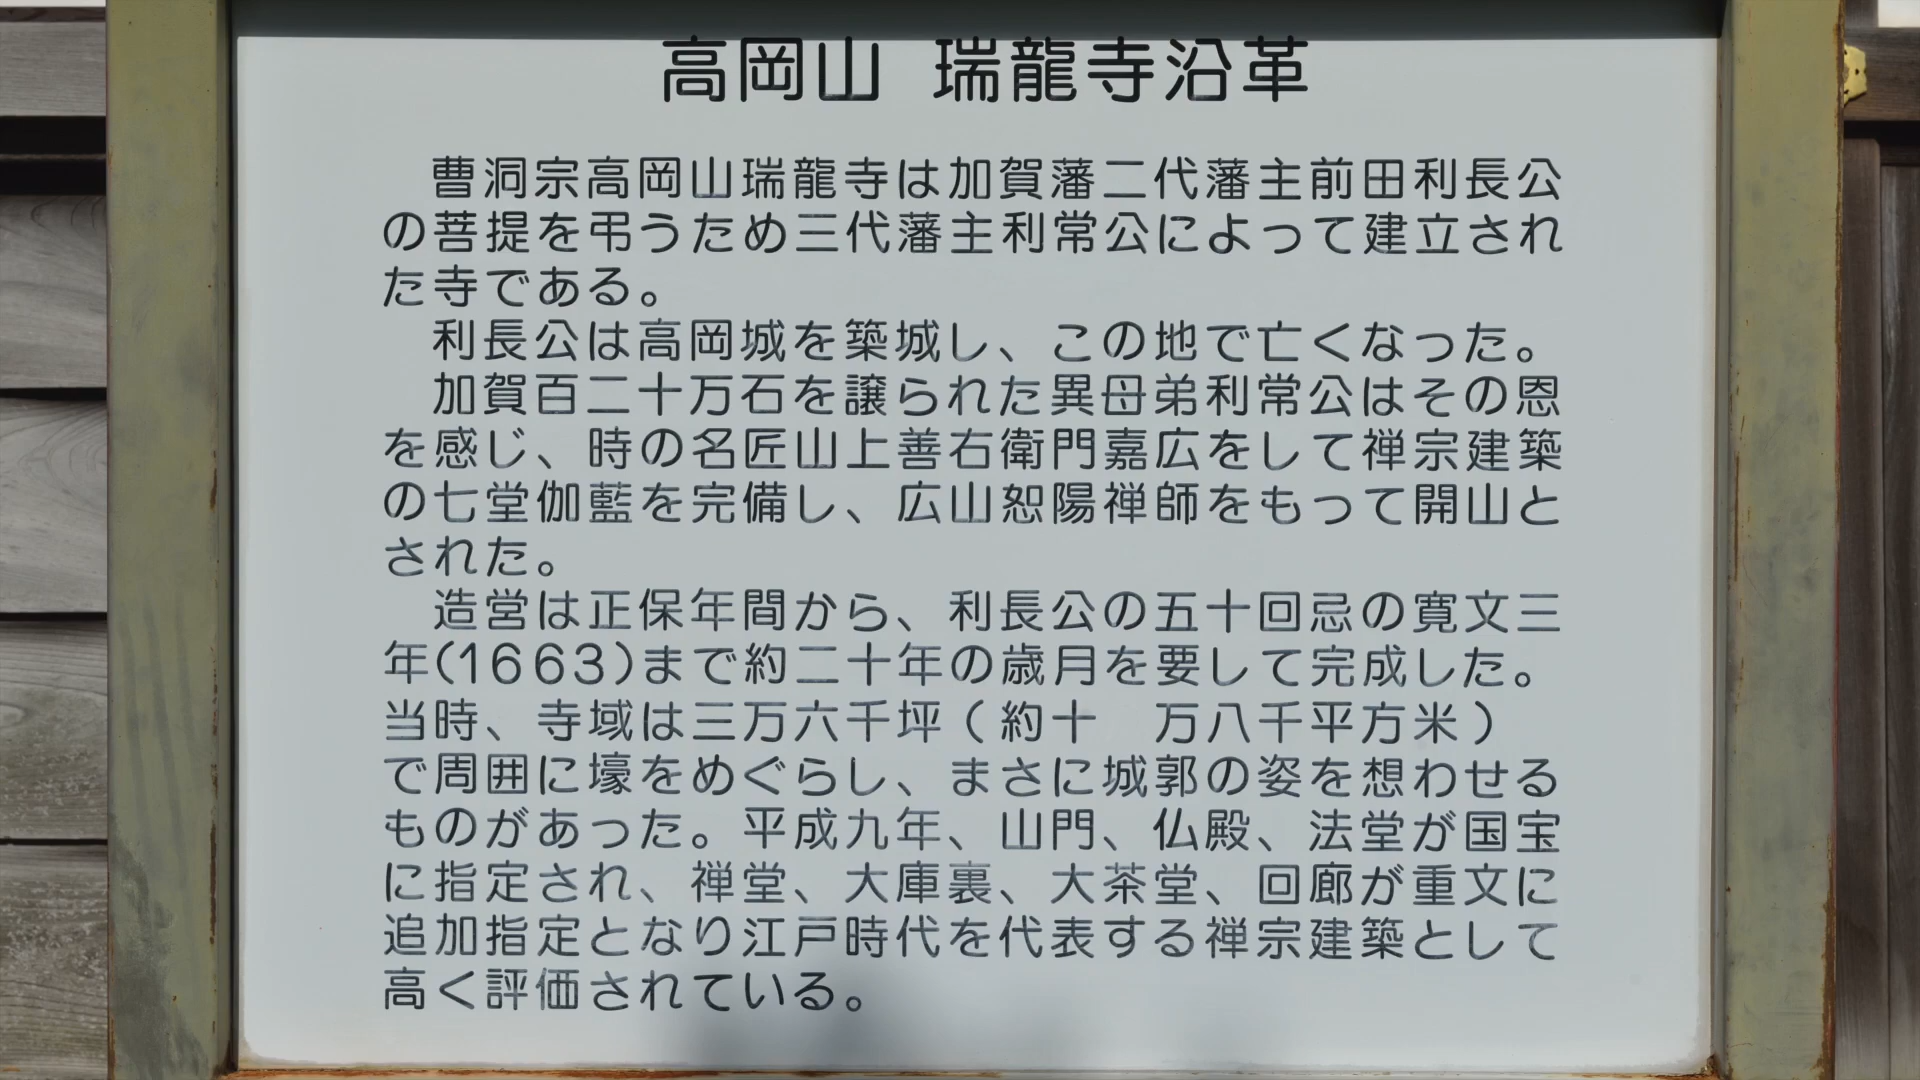 高岡山 瑞龍寺沿革
曹洞宗高岡山瑞龍寺は加賀藩二代藩主前田利長公
の菩提を弔うため三代藩主利常公によって建立され
た寺である。
利長公は高岡城を築城し、この地で亡くなった。
加賀百二十万石を譲られた異母弟利常公はその恩
を感じ、時の名匠山上善右衛門嘉広をして禅宗建築
の七堂伽藍を完備し、広山恕陽禅師をもって開山と
された。
造営は正保年間から、利長公の五十回忌の寛文三
年(1663)まで約二十年の歳月を要して完成した。
当時、寺域は三万六千坪(約十　万八千平方米)
で周囲に壕をめぐらし、まさに城郭の姿を想わせる
ものがあった。平成九年、山門、仏殿、法堂が国宝
に指定され、禅堂、大庫裏、大茶堂、回廊が重文に
追加指定となり江戸時代を代表する禅宗建築として
高く評価されている。